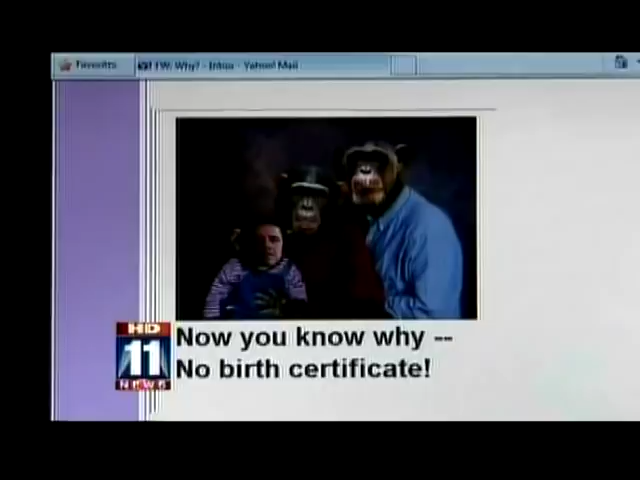 Favorites
FW: Why? - Inbox - Yahoo! Mail
HD
11
NEWS
Now you know why --
No birth certificate!